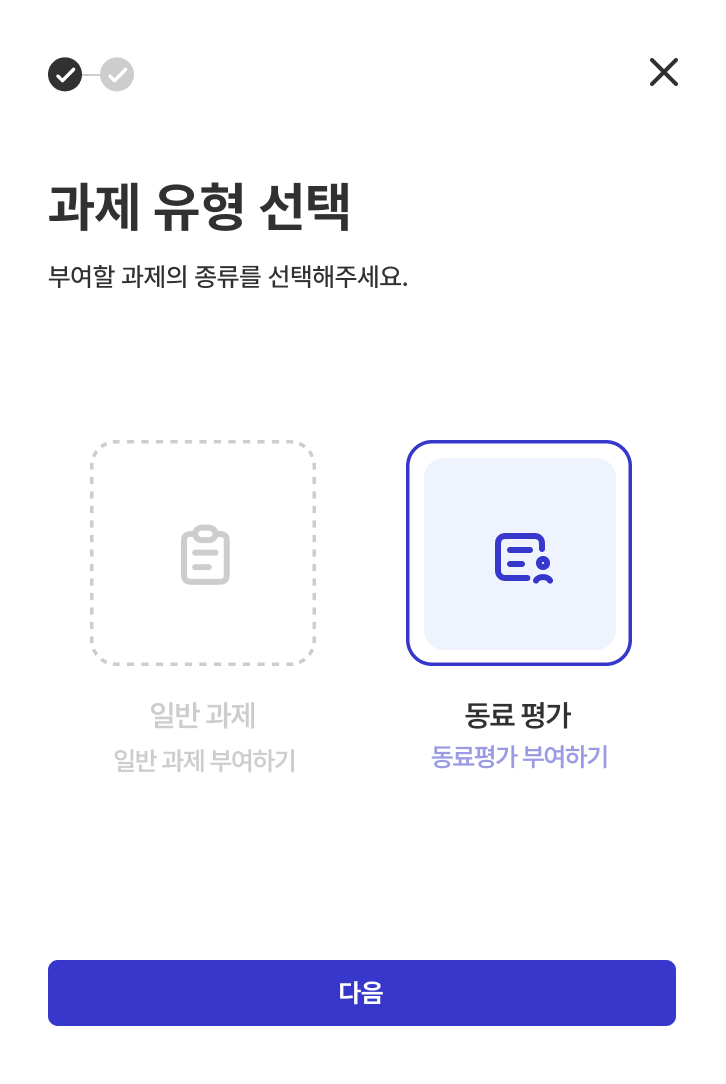 과제 유형 선택
부여할 과제의 종류를 선택해주세요.
일반 과제
일반 과제 부여하기
동료 평가
동료평가 부여하기
다음